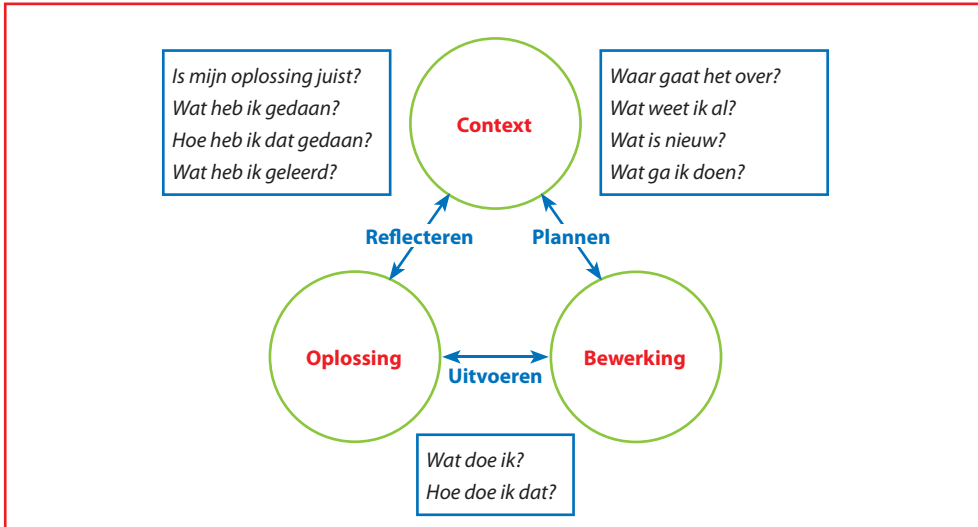 Is mijn oplossing juist?
Wat heb ik gedaan?
Hoe heb ik dat gedaan?
Wat heb ik geleerd?
Context
Waar gaat het over?
Wat weet ik al?
Wat is nieuw?
Wat ga ik doen?
Reflecteren
Plannen
Oplossing
Uitvoeren
Bewerking
Wat doe ik?
Hoe doe ik dat?